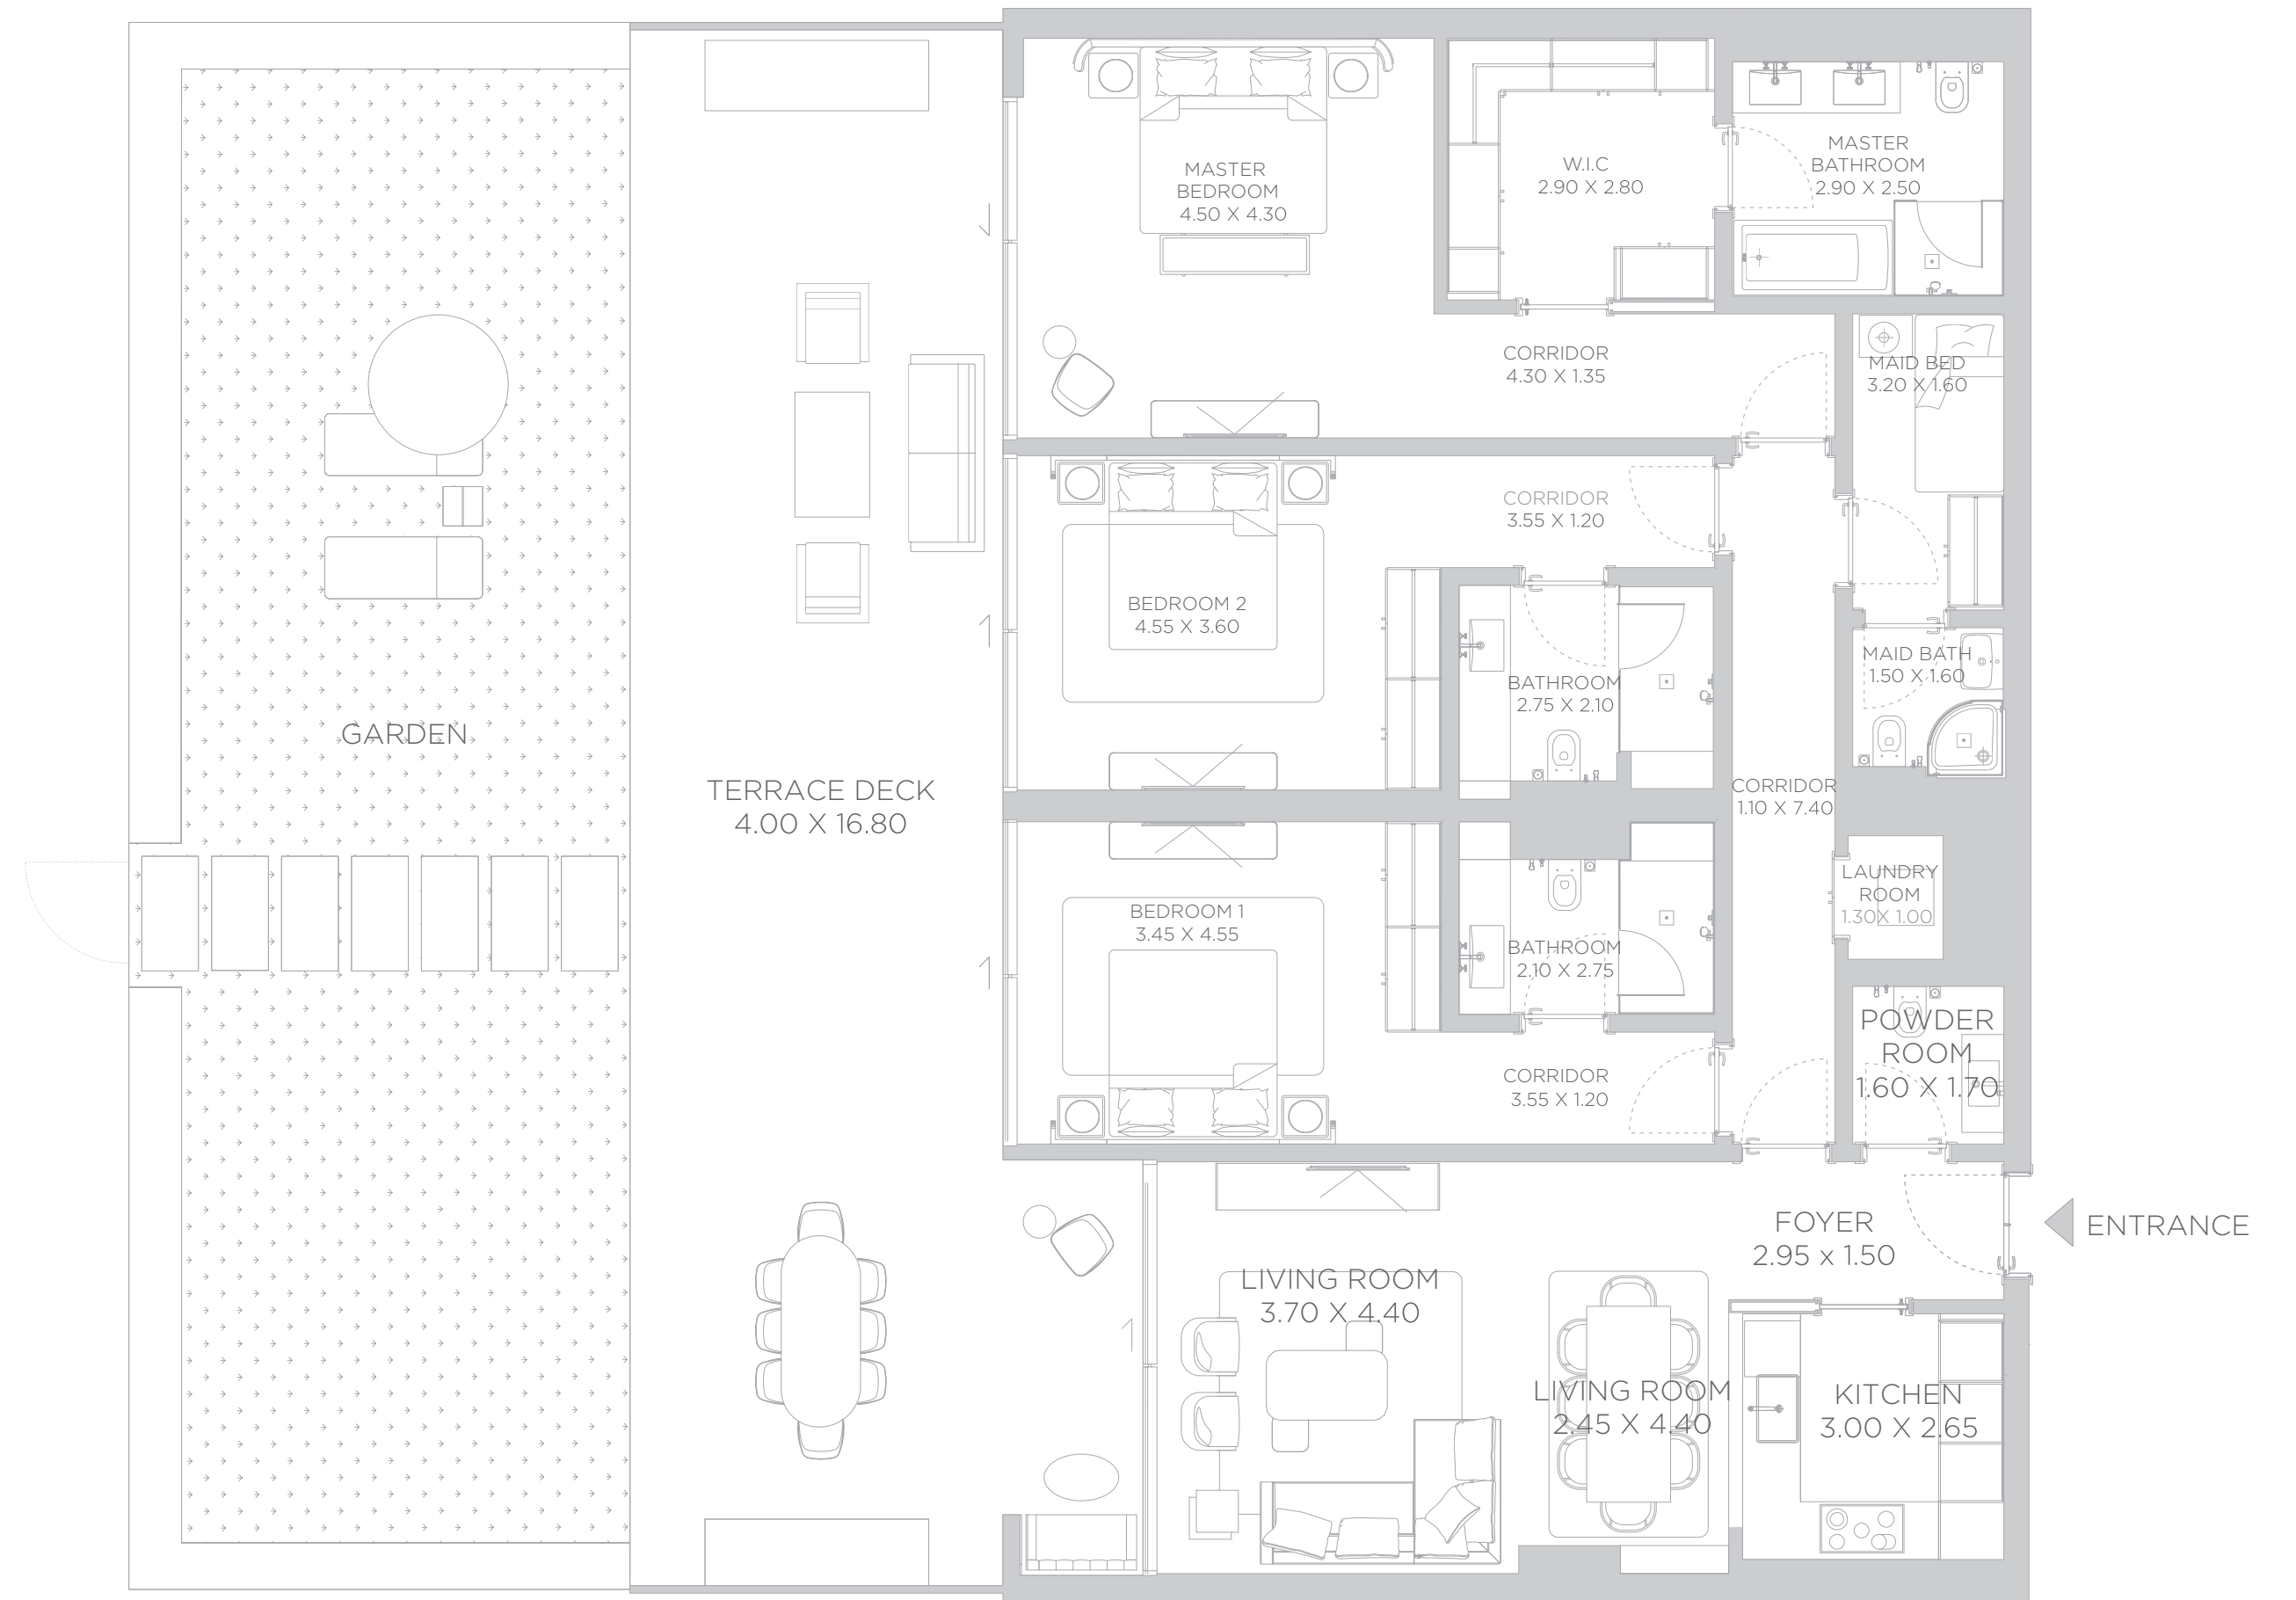 MASTER
BEDROOM
4.50 X 4.30
W.I.C
2.90 X 2.80
MASTER
BATHROOM
2.90 X 2.50
CORRIDOR
4.30 X 1.35
MAID BED
3.20 X 1.60
CORRIDOR
3.55 X 1.20
BEDROOM 2
4.55 X 3.60
BATHROOM
2.75 X 2.10
MAID BATH
1.50 X 1.60
GARDEN
TERRACE DECK
4.00 X 16.80
CORRIDOR
1.10 X 7.40
LAUNDRY
ROOM
1.30X 1.00
BEDROOM 1
3.45 X 4.55
BATHROOM
2.10 X 2.75
POWDER
ROOM
1.60 X 1.70
CORRIDOR
3.55 X 1.20
FOYER
2.95 x 1.50
ENTRANCE
LIVING ROOM
3.70 X 4.40
LIVING ROOM
2.45 X 4.40
KITCHEN
3.00 X 2.65